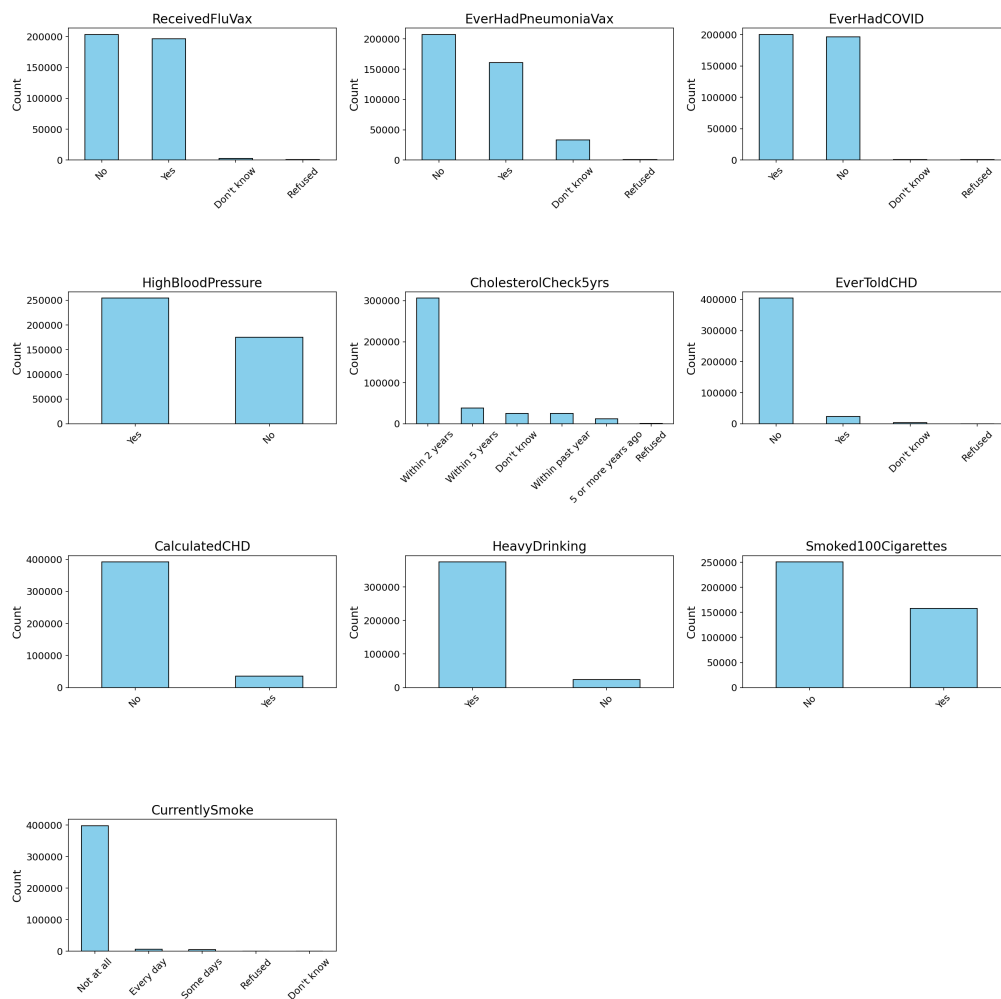 ReceivedFluVax
Count
200000
150000
100000
50000
0
No
Yes
Don't know
Refused
EverHadPneumoniaVax
Count
200000
150000
100000
50000
0
No
Yes
Don't know
Refused
EverHadCOVID
Count
200000
150000
100000
50000
0
Yes
No
Don't know
Refused
HighBloodPressure
Count
250000
200000
150000
100000
50000
0
Yes
No
CholesterolCheck5yrs
Count
300000
200000
100000
0
Within 2 years
Within 5 years
Don't know
Within past year
5 or more years ago
Refused
EverToldCHD
Count
400000
300000
200000
100000
0
No
Yes
Don't know
Refused
CalculatedCHD
Count
400000
300000
200000
100000
0
No
Yes
HeavyDrinking
Count
300000
200000
100000
0
Yes
No
Smoked100Cigarettes
Count
250000
200000
150000
100000
50000
0
No
Yes
CurrentlySmoke
Count
400000
300000
200000
100000
0
Not at all
Every day
Some days
Refused
Don't know